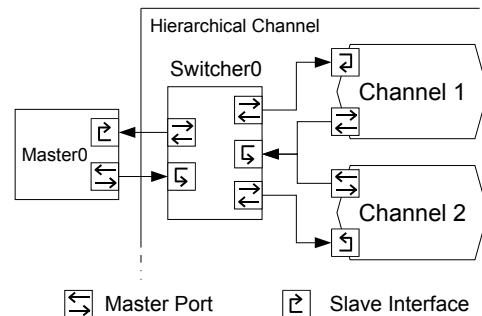 Hierarchical Channel
Switcher0
Channel 1
Master0
Channel 2
Master Port
Slave Interface